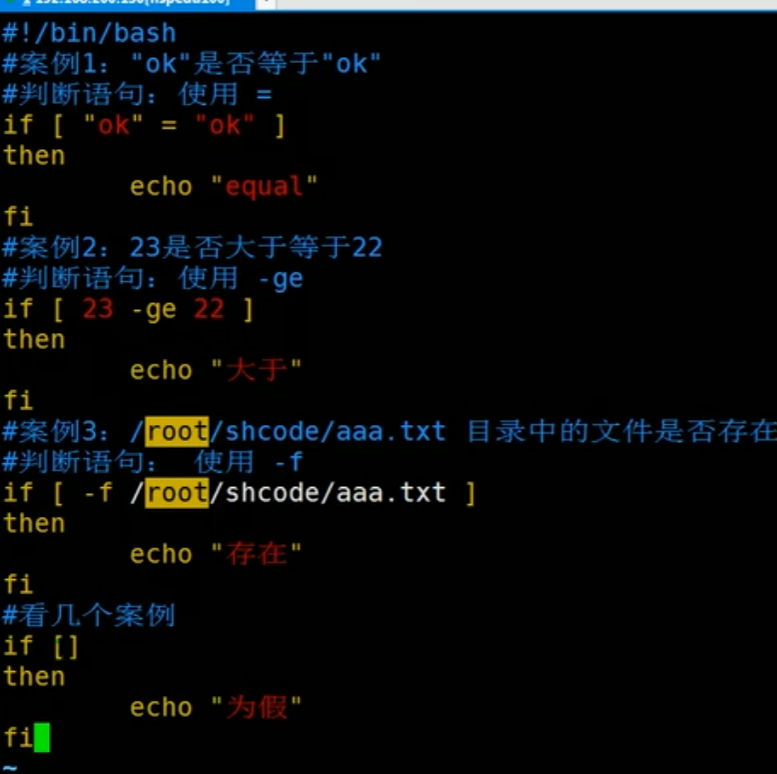 #!/bin/bash
#案例1: "ok"是否等于"ok"
#判断语句: 使用 =
if [ "ok" = "ok" ]
then
        echo "equal"
fi
#案例2: 23是否大于等于22
#判断语句: 使用 -ge
if [ 23 -ge 22 ]
then
        echo "大于"
fi
#案例3: /root/shcode/aaa.txt 目录中的文件是否存在
#判断语句:  使用 -f
if [ -f /root/shcode/aaa.txt ]
then
        echo "存在"
fi
#看几个案例
if []
then
        echo "为假"
fi
~